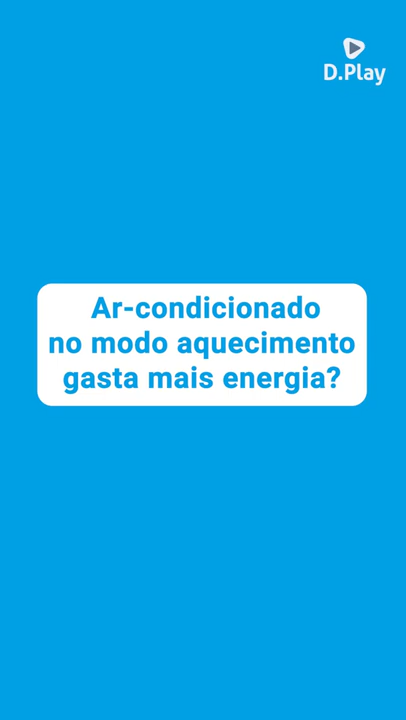 D.Play
Ar-condicionado
no modo aquecimento
gasta mais energia?